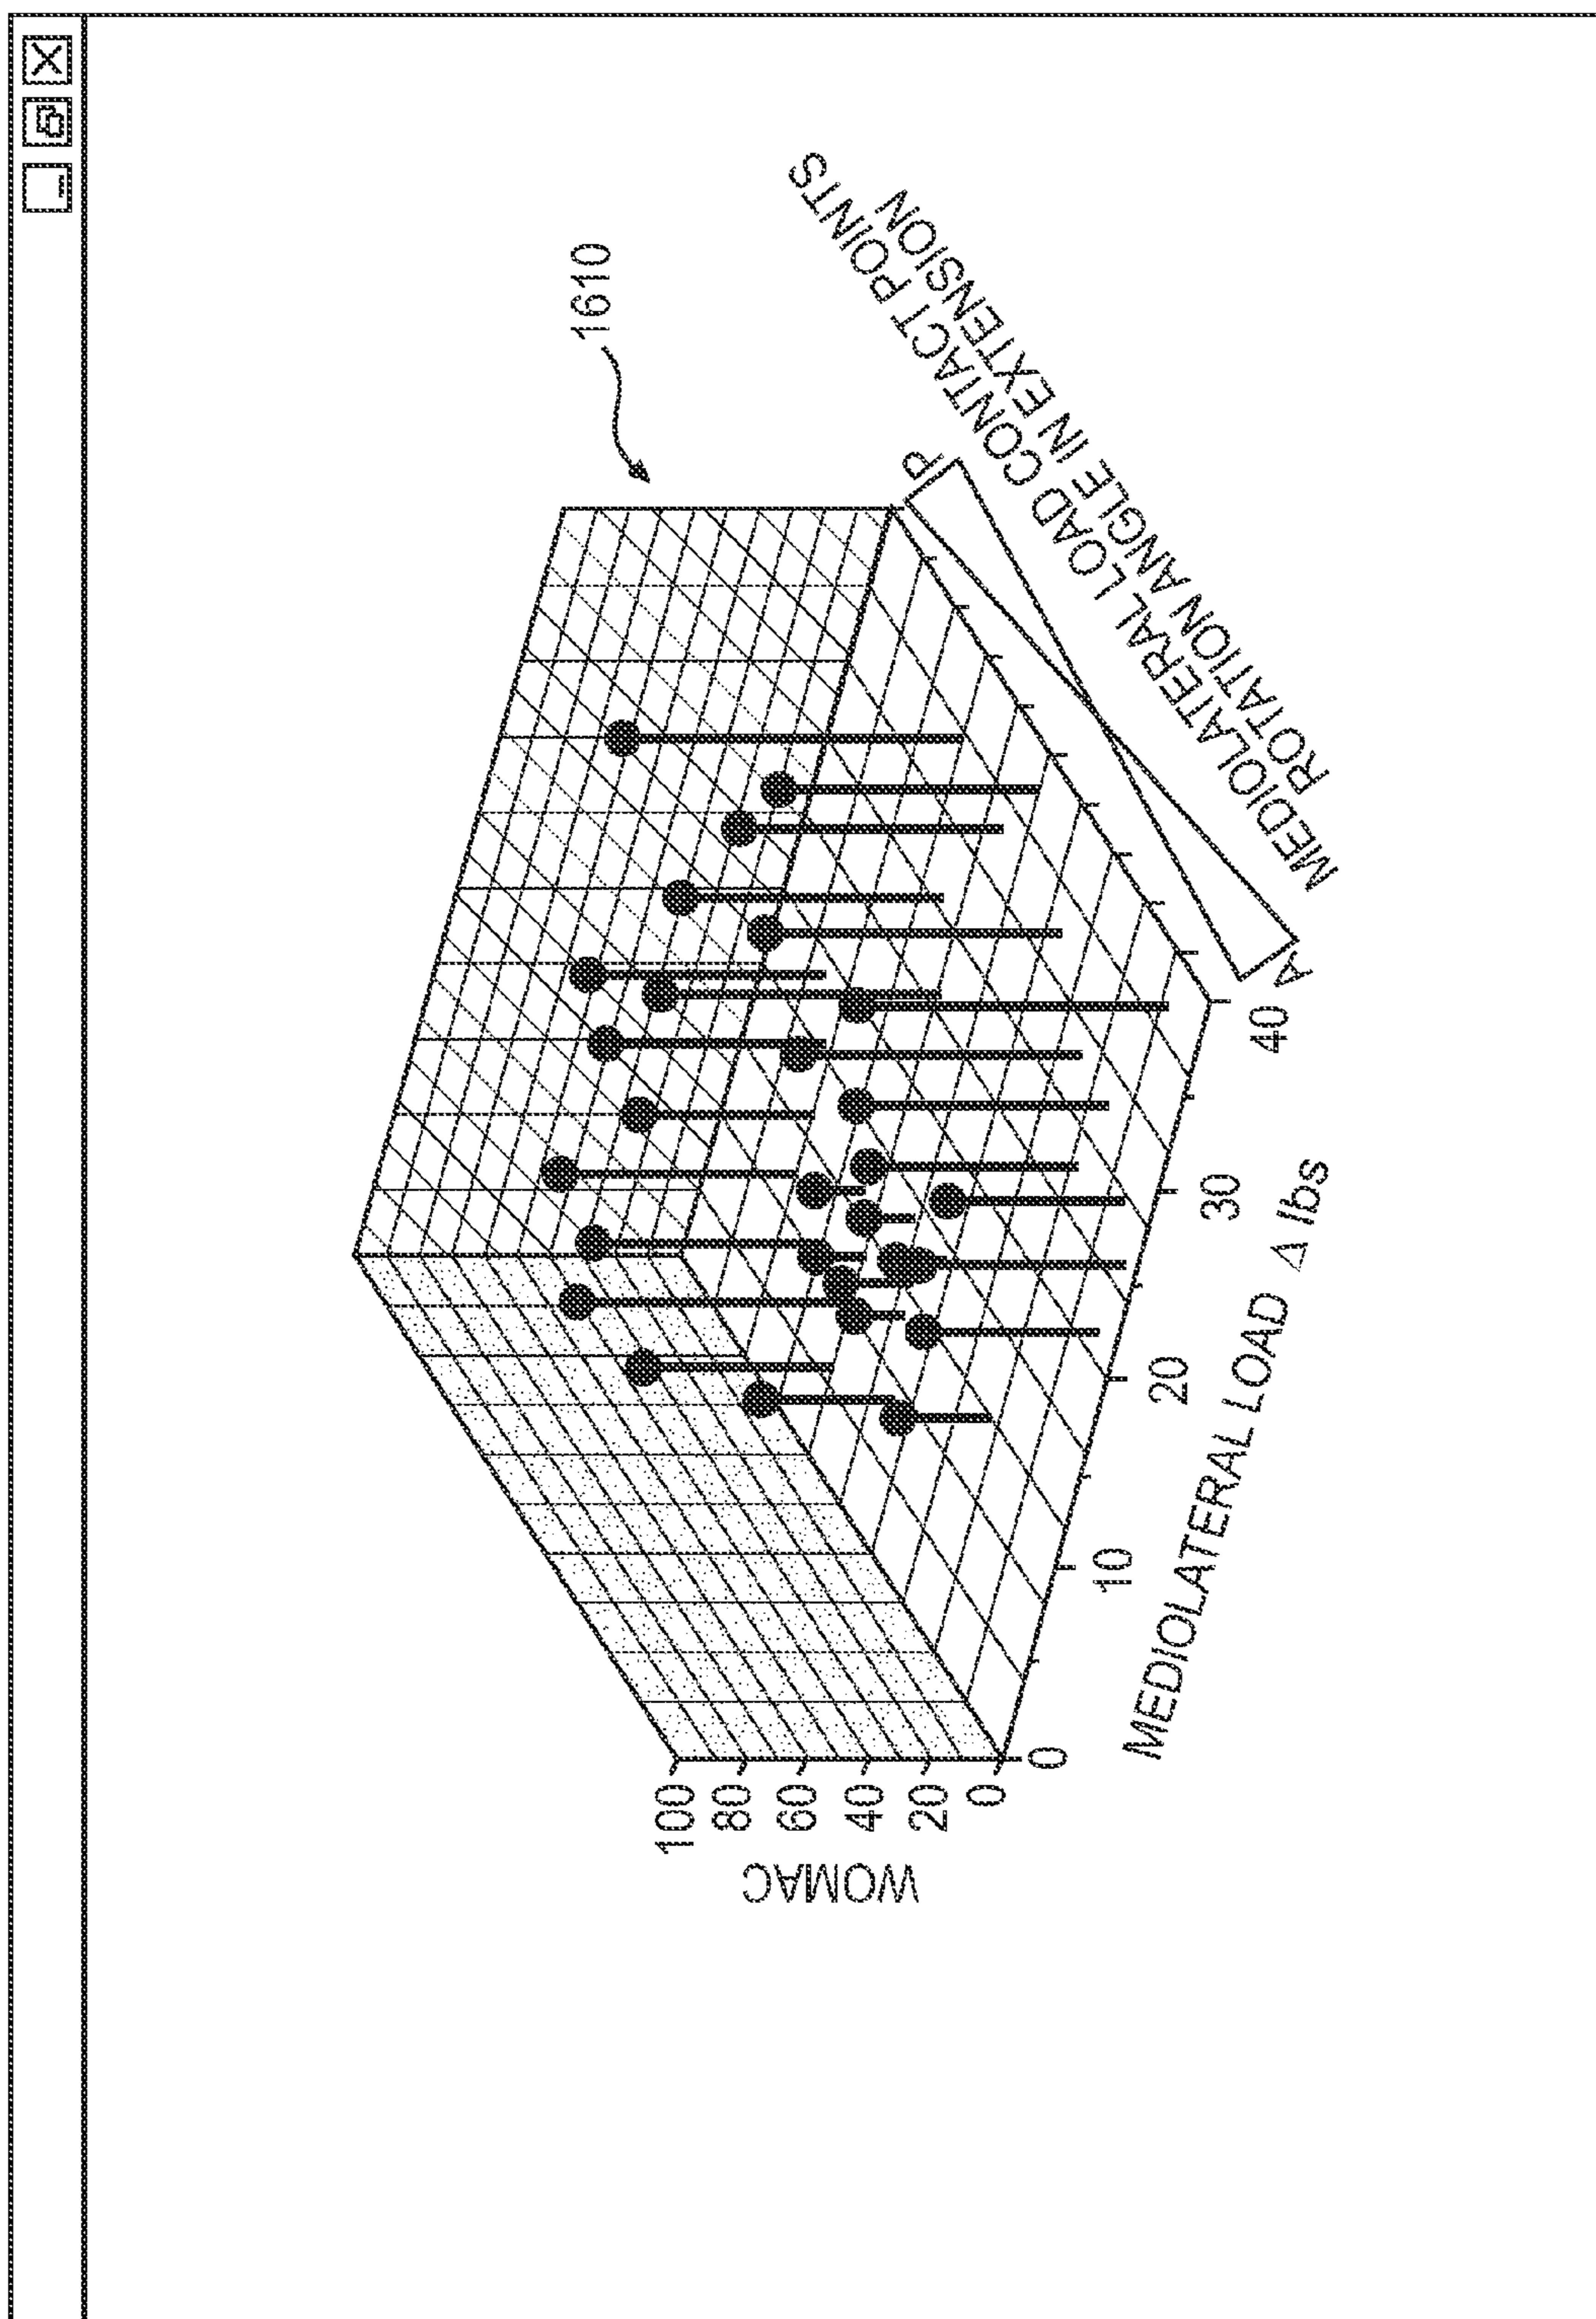 1610
100
80
60
40
20
0
WOMAC
0
10
20
30
40
MEDIOLATERAL LOAD Δ lbs
A
P
MEDIOLATERAL LOAD CONTACT POINTS
ROTATION ANGLE IN EXTENSION